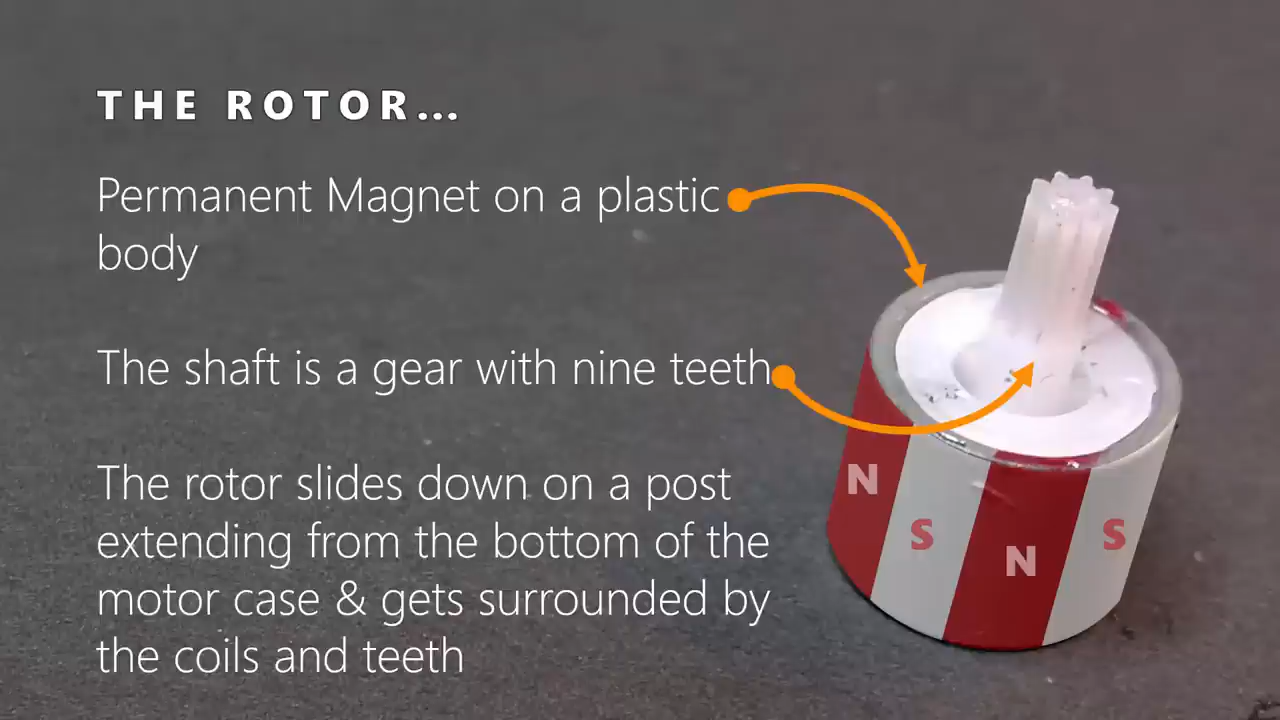 THE ROTOR...
Permanent Magnet on a plastic
body
The shaft is a gear with nine teeth
The rotor slides down on a post
extending from the bottom of the
motor case & gets surrounded by
the coils and teeth
N
S
N
S